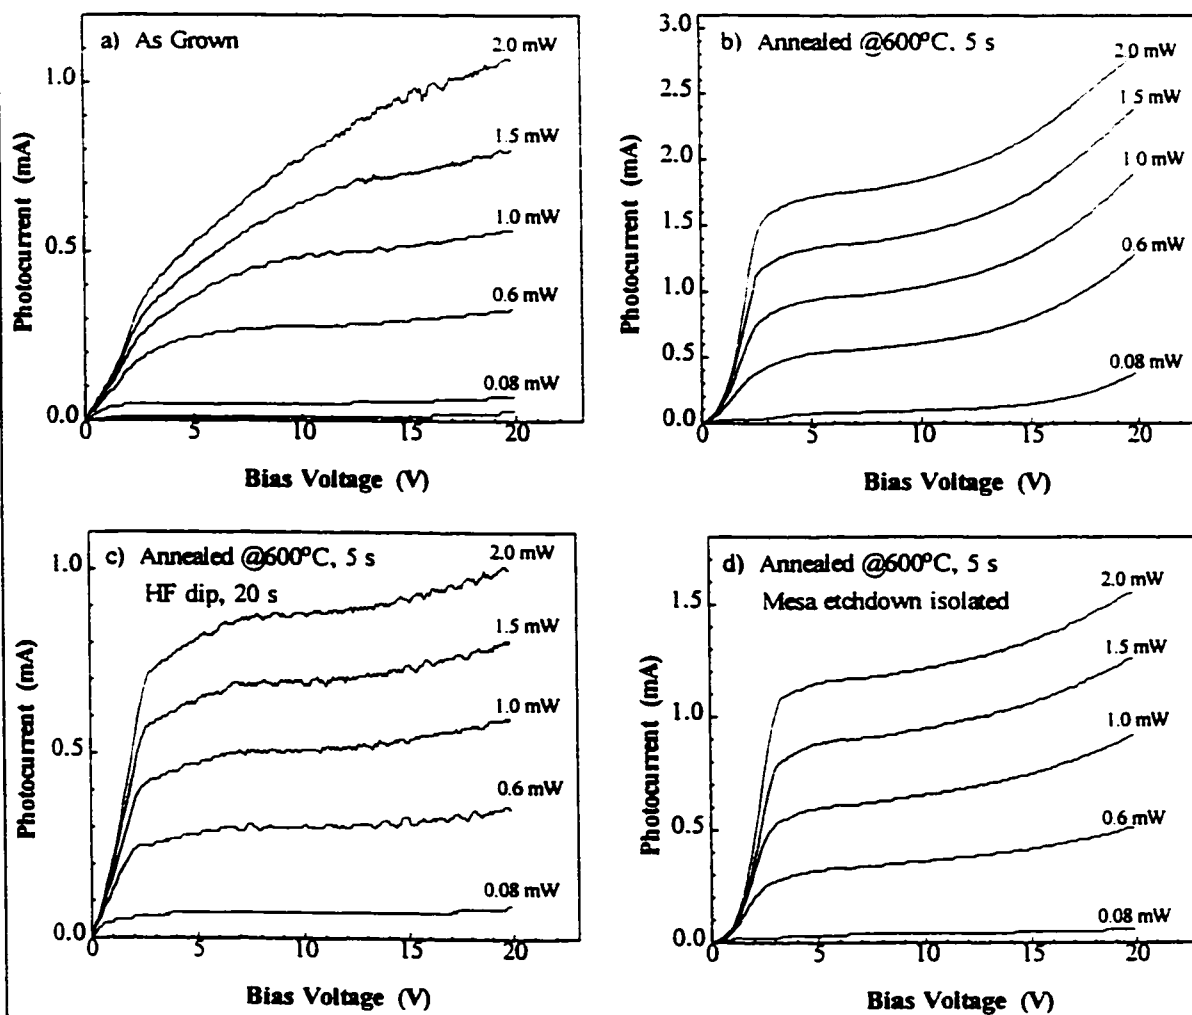 a) As Grown
2.0 mW
1.5 mW
1.0 mW
0.6 mW
0.08 mW
1.0
0.5
0.0
0
5
10
15
20
Photocurrent (mA)
Bias Voltage (V)
b) Annealed @600ºC, 5 s
2.0 mW
1.5 mW
1.0 mW
0.6 mW
0.08 mW
3.0
2.5
2.0
1.5
1.0
0.5
0.0
0
5
10
15
20
Photocurrent (mA)
Bias Voltage (V)
c) Annealed @600ºC, 5 s
HF dip, 20 s
2.0 mW
1.5 mW
1.0 mW
0.6 mW
0.08 mW
1.0
0.5
0.0
0
5
10
15
20
Photocurrent (mA)
Bias Voltage (V)
d) Annealed @600ºC, 5 s
Mesa etchdown isolated
2.0 mW
1.5 mW
1.0 mW
0.6 mW
0.08 mW
1.5
1.0
0.5
0.0
0
5
10
15
20
Photocurrent (mA)
Bias Voltage (V)